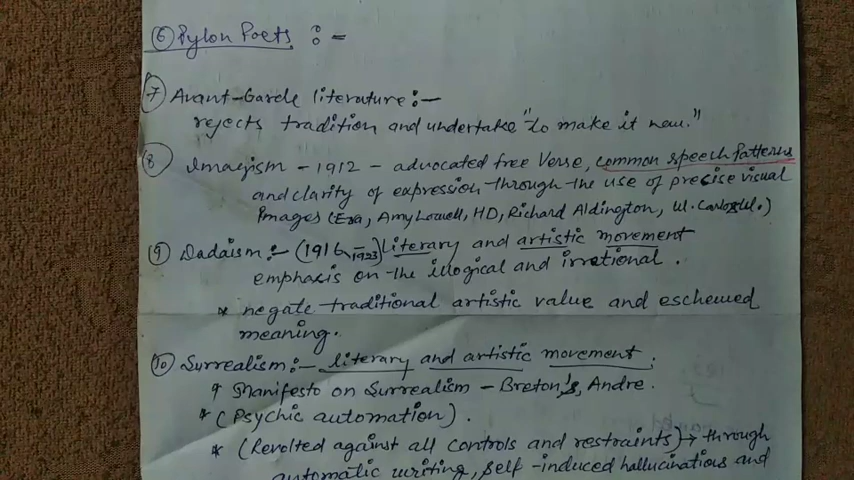 ⑥ Pylon Poets :=
⑦ Avant-Garde literature:-
rejects tradition and undertake "to make it new."
⑧ Imagism - 1912 - advocated free Verse, common speech Patterns
and clarity of expression through the use of precise visual
Images (Ezra, Amy Lowell, HD, Richard Aldington, W. Carlos W.)
⑨ Dadaism :- (1916-1923) literary and artistic movement
emphasis on the illogical and irrational.
* negate traditional artistic value and eschewed
meaning.
⑩ Surrealism:- literary and artistic movement:
* Manifesto on Surrealism - Breton's, Andre.
* (Psychic automation).
* (Revolted against all controls and restraints) → through
automatic writing, self-induced hallucinations and